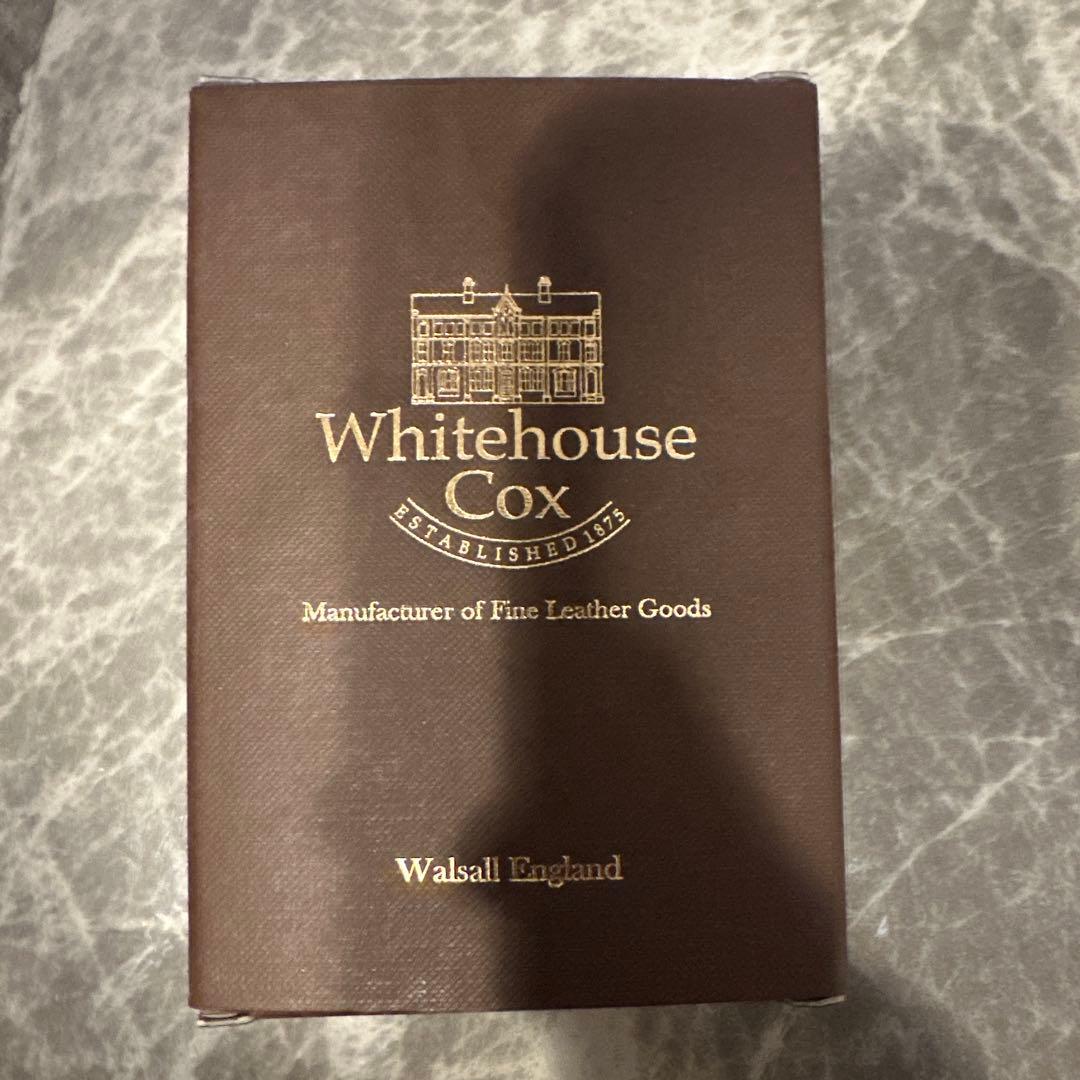 Whitehouse
Cox
ESTABLISHED 1875
Manufacturer of Fine Leather Goods
Walsall England